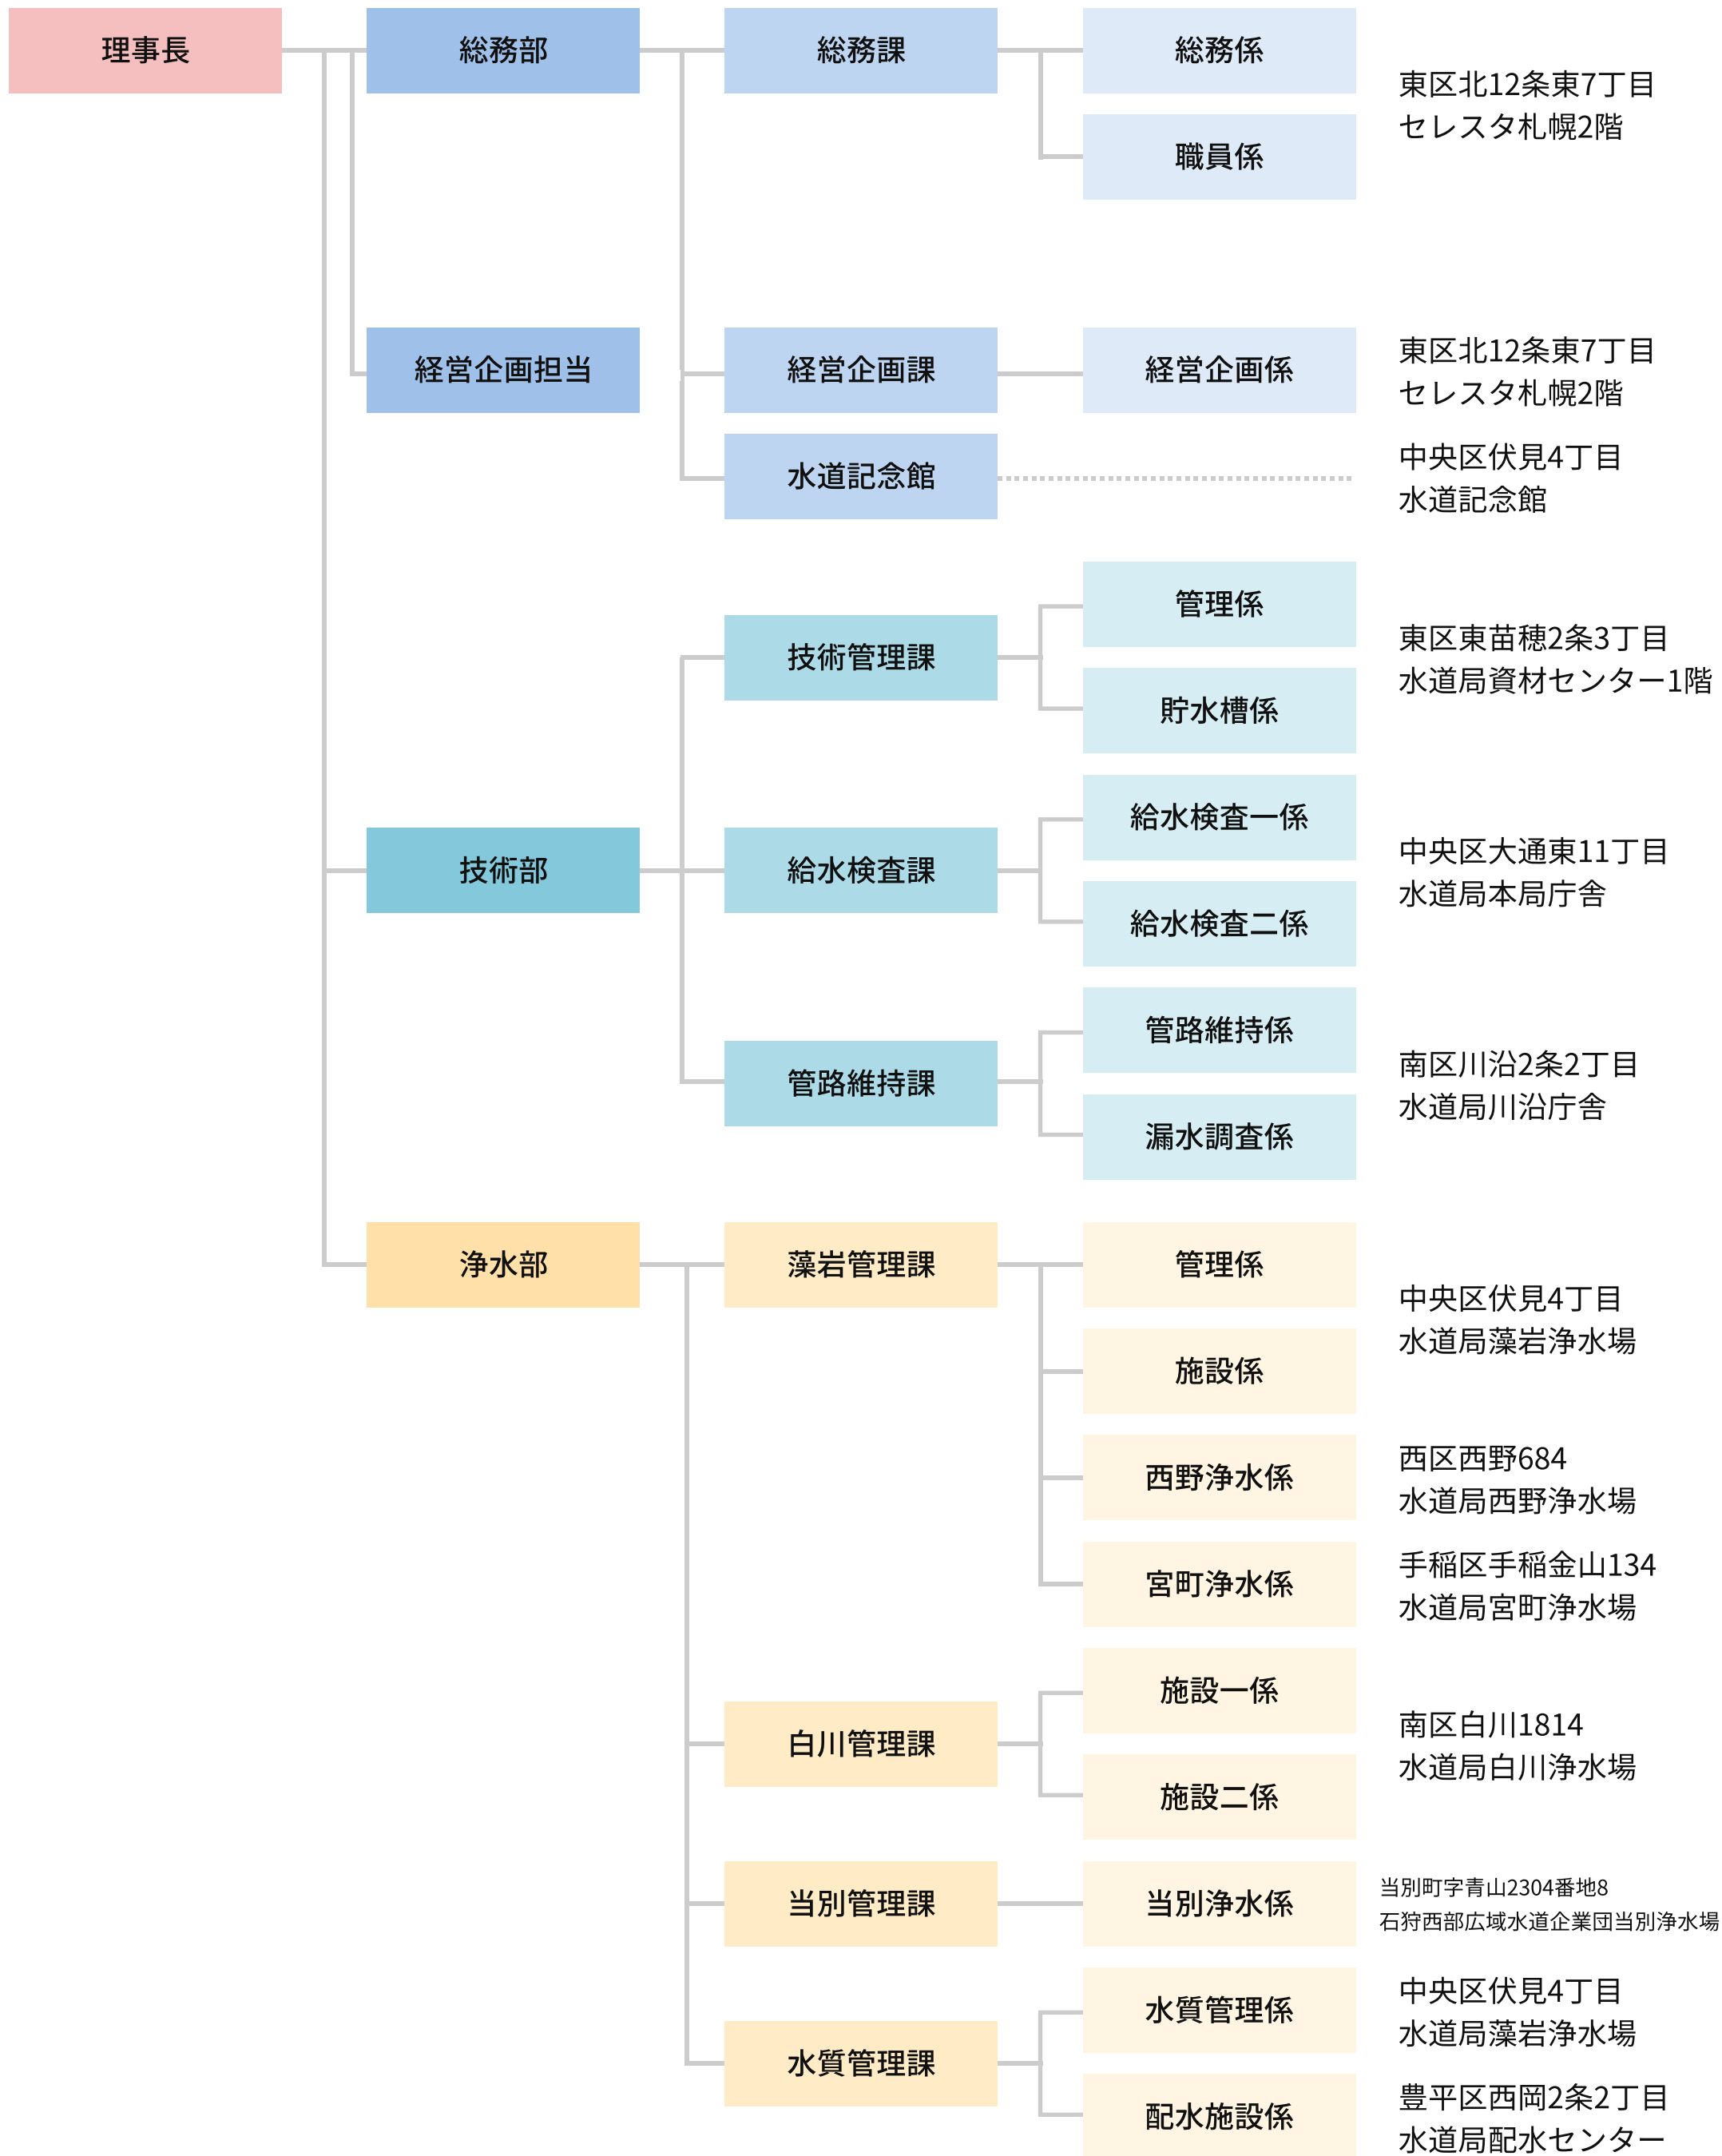 理事長
総務部
総務課
総務係
東区北12条東7丁目
セレスタ札幌2階
職員係
経営企画担当
経営企画課
経営企画係
東区北12条東7丁目
セレスタ札幌2階
水道記念館
中央区伏見4丁目
水道記念館
技術部
技術管理課
管理係
貯水槽係
東区東苗穂2条3丁目
水道局資材センター1階
給水検査課
給水検査一係
給水検査二係
中央区大通東11丁目
水道局本局庁舎
管路維持課
管路維持係
漏水調査係
南区川沿2条2丁目
水道局川沿庁舎
浄水部
藻岩管理課
管理係
施設係
中央区伏見4丁目
水道局藻岩浄水場
西野浄水係
西区西野684
水道局西野浄水場
宮町浄水係
手稲区手稲金山134
水道局宮町浄水場
白川管理課
施設一係
施設二係
南区白川1814
水道局白川浄水場
当別管理課
当別浄水係
当別町字青山2304番地8
石狩西部広域水道企業団当別浄水場
水質管理課
水質管理係
中央区伏見4丁目
水道局藻岩浄水場
配水施設係
豊平区西岡2条2丁目
水道局配水センター